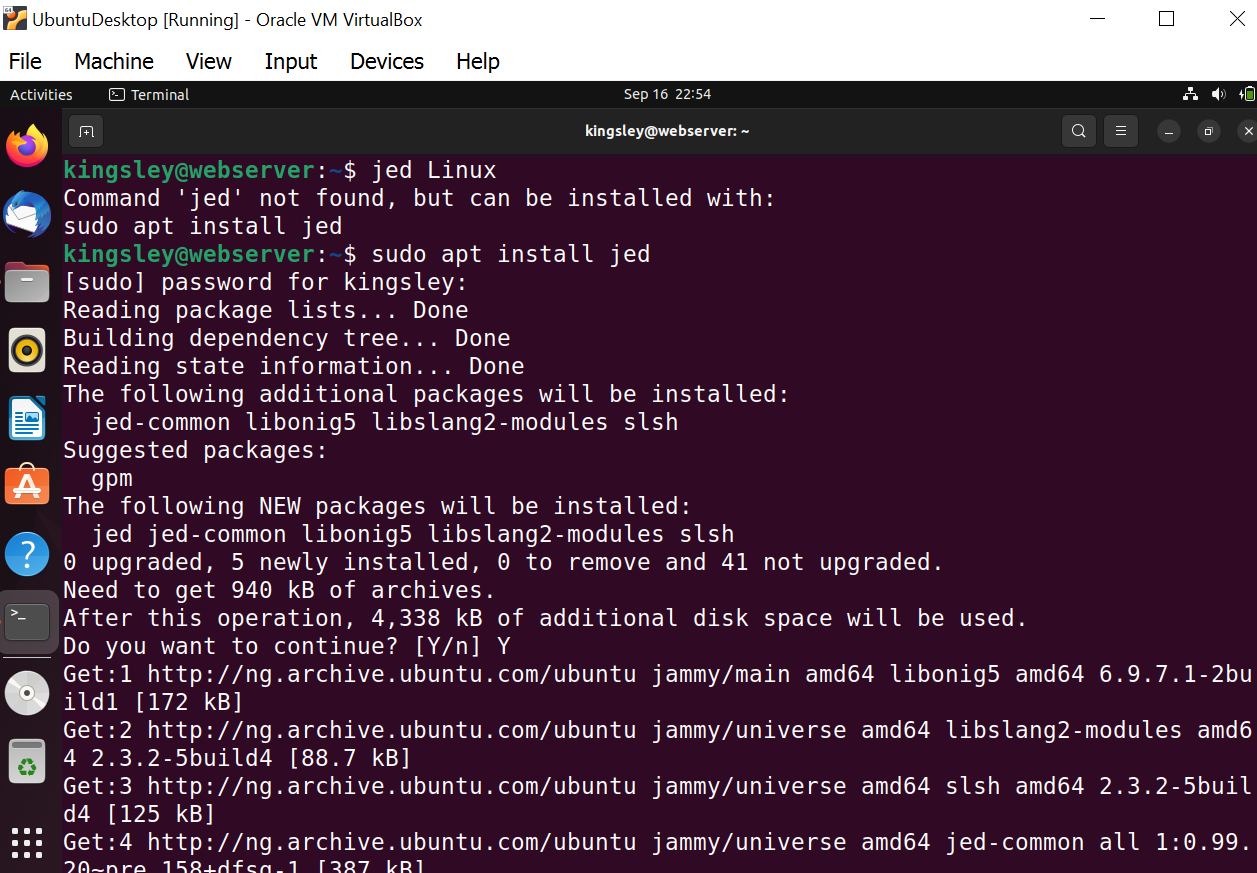 UbuntuDesktop [Running] - Oracle VM VirtualBox
File Machine View Input Devices Help
Activities Terminal Sep 16 22:54
kingsley@webserver: ~
kingsley@webserver:~$ jed Linux
Command 'jed' not found, but can be installed with:
sudo apt install jed
kingsley@webserver:~$ sudo apt install jed
[sudo] password for kingsley:
Reading package lists... Done
Building dependency tree... Done
Reading state information... Done
The following additional packages will be installed:
  jed-common libonig5 libslang2-modules slsh
Suggested packages:
  gpm
The following NEW packages will be installed:
  jed jed-common libonig5 libslang2-modules slsh
0 upgraded, 5 newly installed, 0 to remove and 41 not upgraded.
Need to get 940 kB of archives.
After this operation, 4,338 kB of additional disk space will be used.
Do you want to continue? [Y/n] Y
Get:1 http://ng.archive.ubuntu.com/ubuntu jammy/main amd64 libonig5 amd64 6.9.7.1-2bu
ild1 [172 kB]
Get:2 http://ng.archive.ubuntu.com/ubuntu jammy/universe amd64 libslang2-modules amd6
4 2.3.2-5build4 [88.7 kB]
Get:3 http://ng.archive.ubuntu.com/ubuntu jammy/universe amd64 slsh amd64 2.3.2-5buil
d4 [125 kB]
Get:4 http://ng.archive.ubuntu.com/ubuntu jammy/universe amd64 jed-common all 1:0.99.
20~pre.158+dfsg-1 [387 kB]